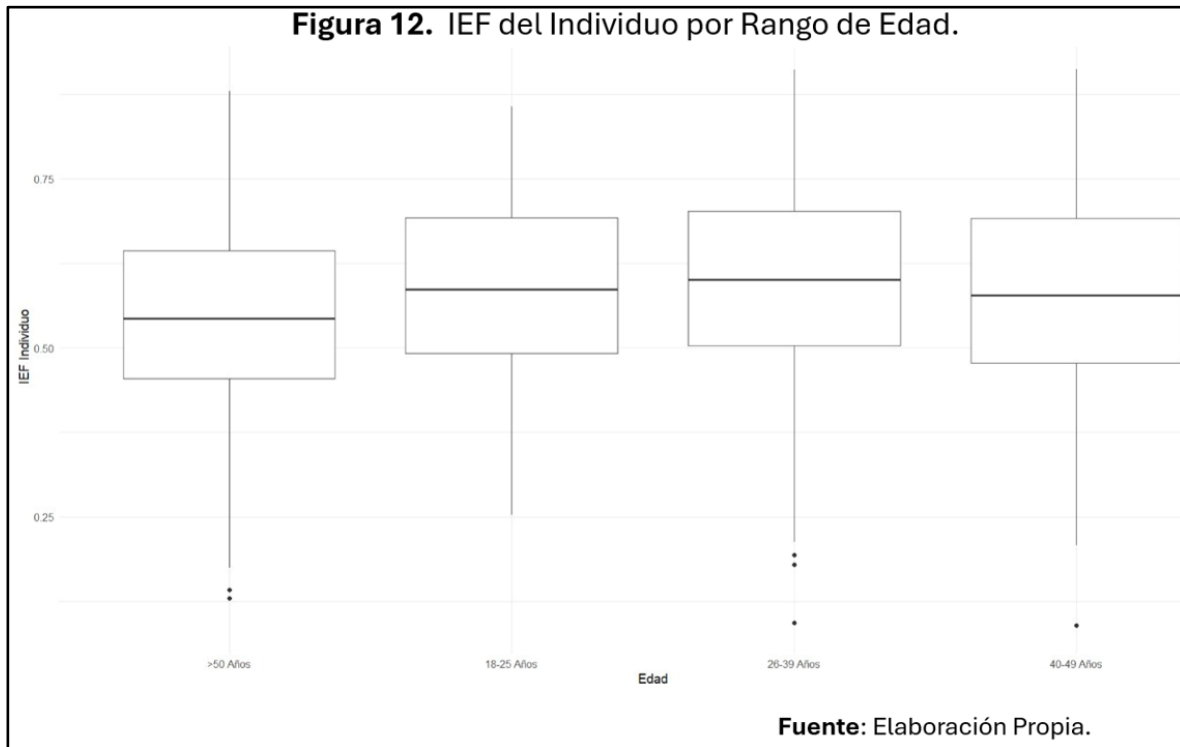 Figura 12. IEF del Individuo por Rango de Edad.
IEF Individuo
0.75
0.50
0.25
>50 Años
18-25 Años
26-39 Años
40-49 Años
Edad
Fuente: Elaboración Propia.